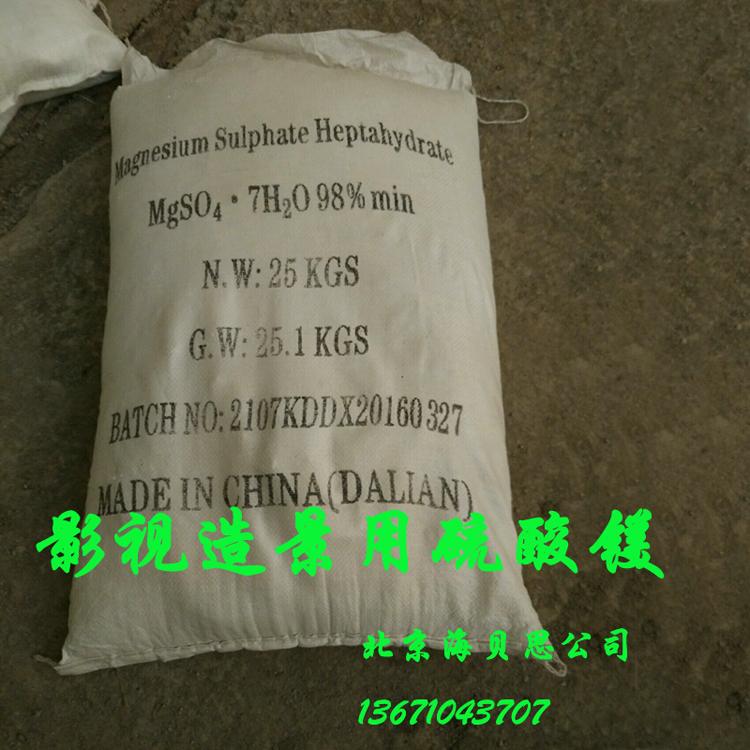 Magnesium Sulphate Heptahydrate
MgSO₄·7H₂O 98% min
N.W: 25 KGS
G.W: 25.1 KGS
BATCH NO: 2107KDDX20160327
MADE IN CHINA(DALIAN)
影视造景用硫酸镁
北京海贝思公司
13671043707